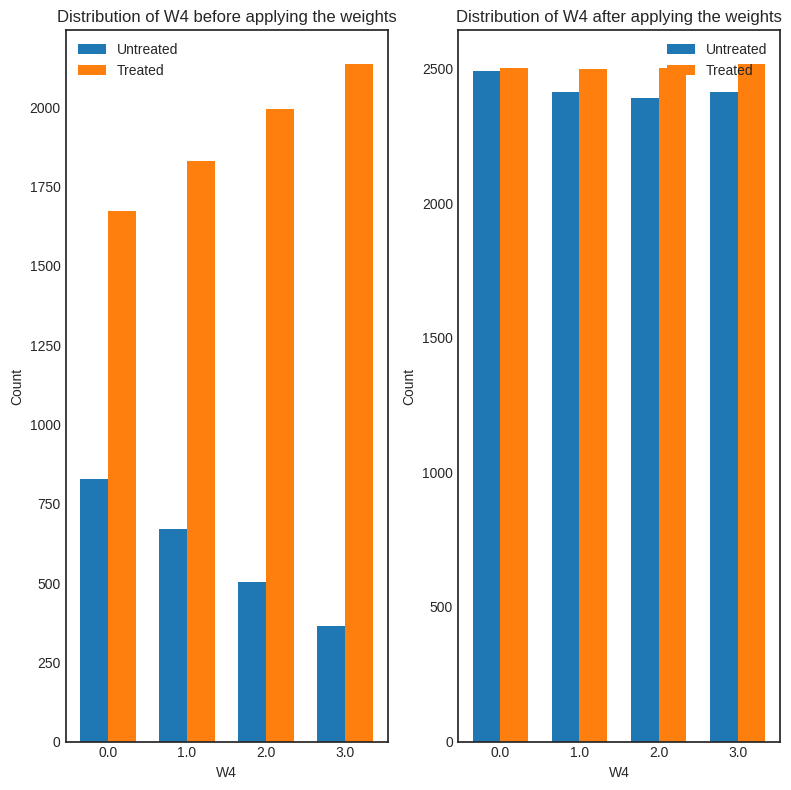 Distribution of W4 before applying the weights
Untreated
Treated
2000
1750
1500
1250
1000
750
500
250
0
Count
0.0 1.0 2.0 3.0
W4
Distribution of W4 after applying the weights
Untreated
Treated
2500
2000
1500
1000
500
0
Count
0.0 1.0 2.0 3.0
W4